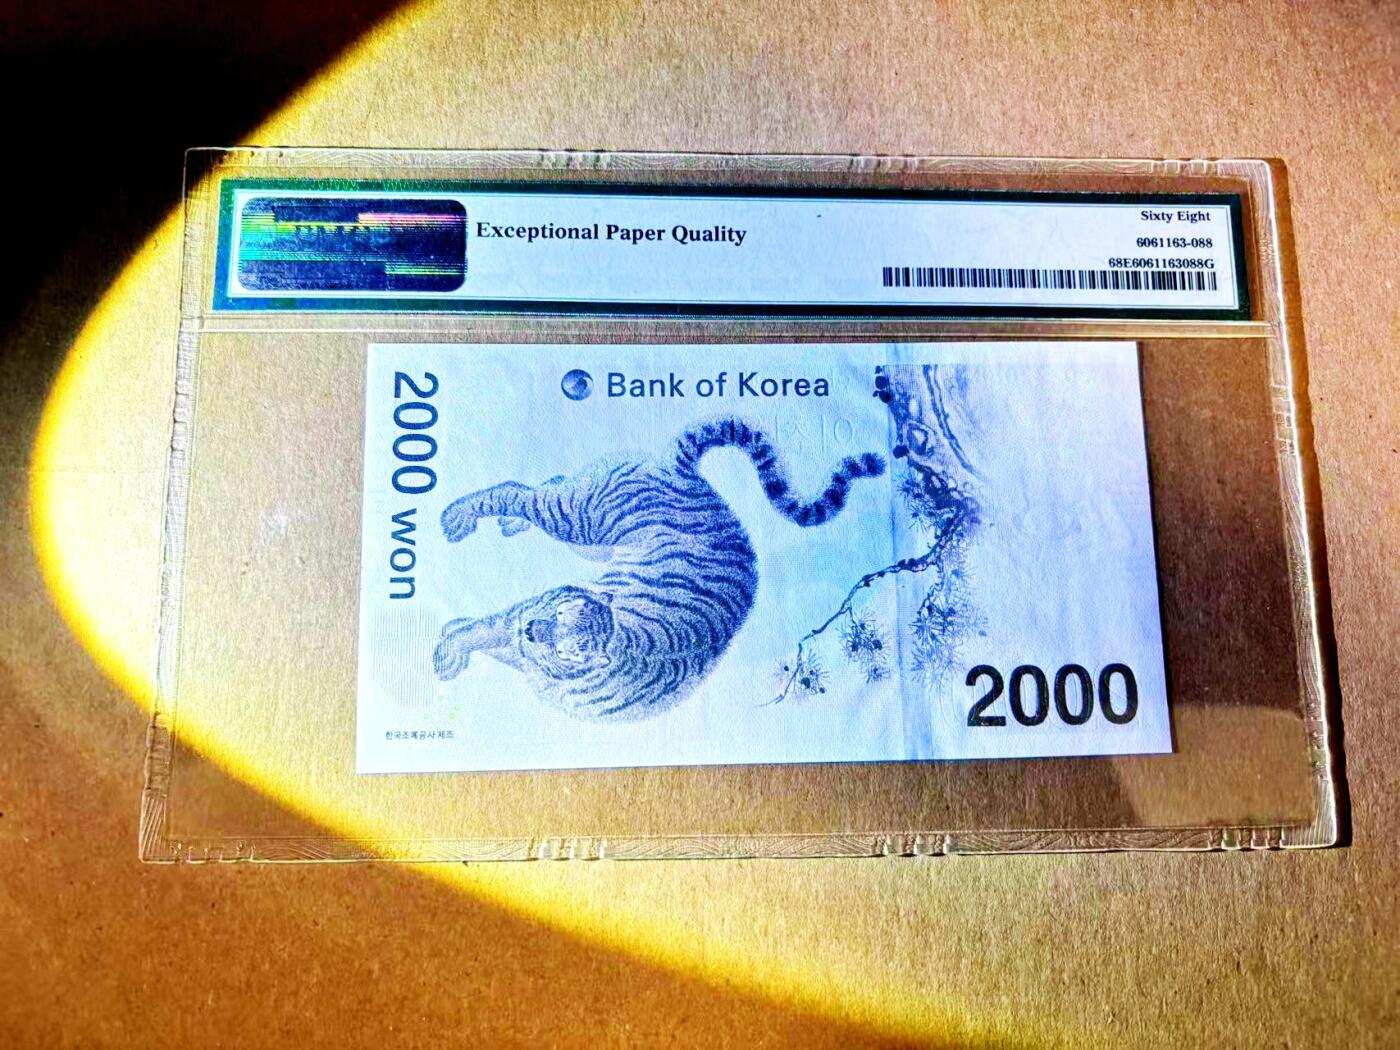 Exceptional Paper Quality
Sixty Eight
6061163-088
68E6061163088G
Bank of Korea
2000 won
2000
한국조폐공사 제조